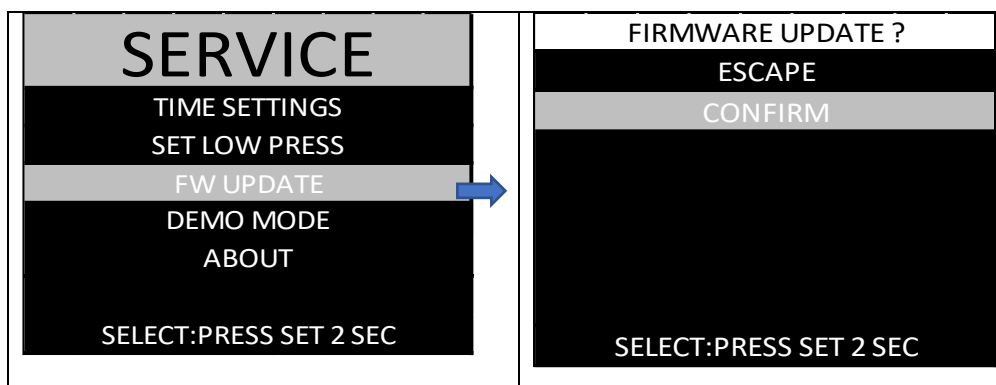 SERVICE
TIME SETTINGS
SET LOW PRESS
FW UPDATE
DEMO MODE
ABOUT
SELECT:PRESS SET 2 SEC
FIRMWARE UPDATE ?
ESCAPE
CONFIRM
SELECT:PRESS SET 2 SEC